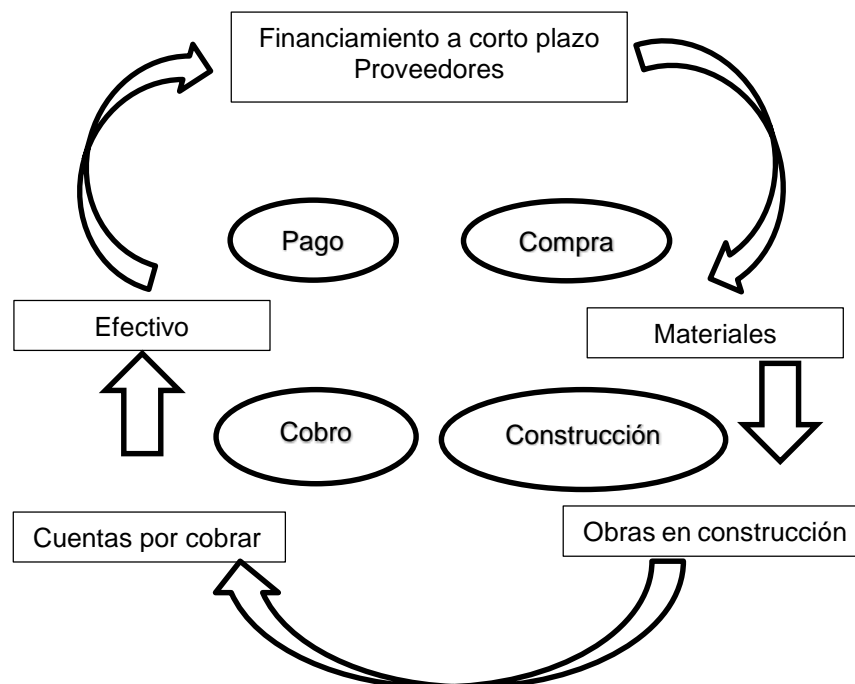 Financiamiento a corto plazo
Proveedores
Pago
Compra
Efectivo
Materiales
Cobro
Construcción
Cuentas por cobrar
Obras en construcción